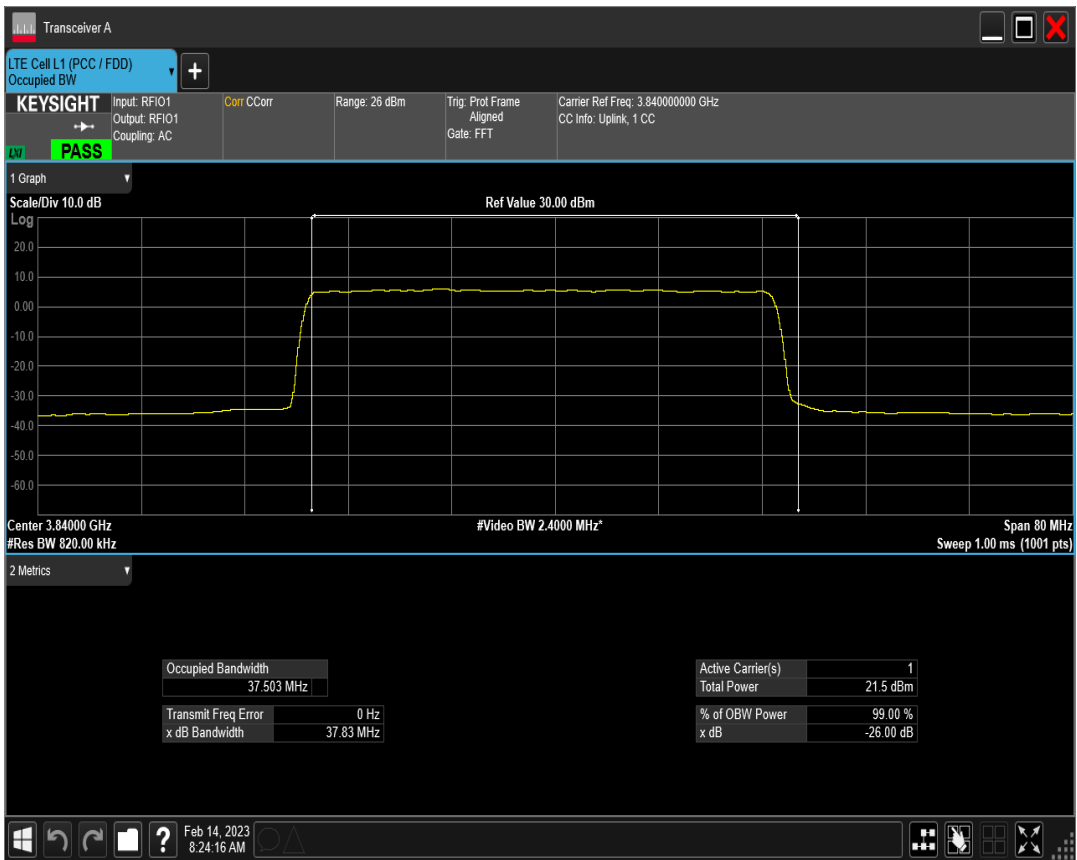 Transceiver A
LTE Cell L1 (PCC / FDD)
Occupied BW
+
KEYSIGHT
LXI
PASS
Input: RFIO1
Output: RFIO1
Coupling: AC
Corr CCorr
Range: 26 dBm
Trig: Prot Frame
Aligned
Gate: FFT
Carrier Ref Freq: 3.840000000 GHz
CC Info: Uplink, 1 CC
1 Graph
Scale/Div 10.0 dB
Ref Value 30.00 dBm
Log
20.0
10.0
0.00
-10.0
-20.0
-30.0
-40.0
-50.0
-60.0
Center 3.84000 GHz
#Video BW 2.4000 MHz*
Span 80 MHz
#Res BW 820.00 kHz
Sweep 1.00 ms (1001 pts)
2 Metrics
Occupied Bandwidth
37.503 MHz
Transmit Freq Error 0 Hz
x dB Bandwidth 37.83 MHz
Active Carrier(s) 1
Total Power 21.5 dBm
% of OBW Power 99.00 %
x dB -26.00 dB
?
Feb 14, 2023
8:24:16 AM